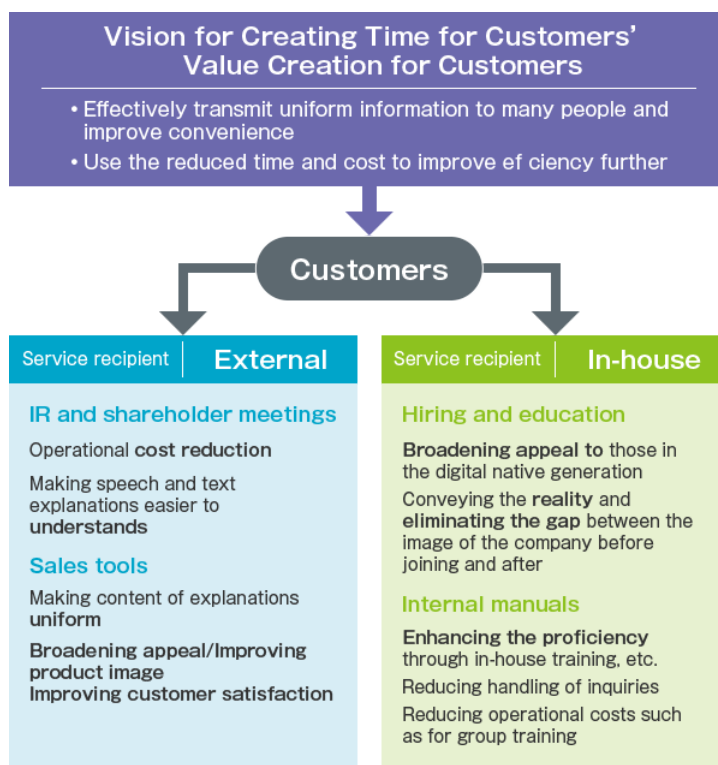 Vision for Creating Time for Customers’
Value Creation for Customers
• Effectively transmit uniform information to many people and
improve convenience
• Use the reduced time and cost to improve ef ciency further
Customers
Service recipient External
IR and shareholder meetings
Operational cost reduction
Making speech and text
explanations easier to
understands
Sales tools
Making content of explanations
uniform
Broadening appeal/Improving
product image
Improving customer satisfaction
Service recipient In-house
Hiring and education
Broadening appeal to those in
the digital native generation
Conveying the reality and
eliminating the gap between the
image of the company before
joining and after
Internal manuals
Enhancing the proficiency
through in-house training, etc.
Reducing handling of inquiries
Reducing operational costs such
as for group training